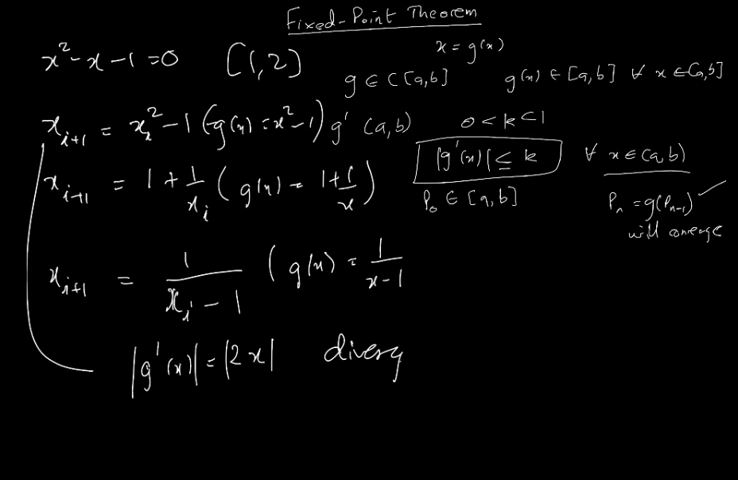 Fixed-Point Theorem
x² - x - 1 = 0 [1,2] x = g(x)
g ∈ C [a,b] g(x) ∈ [a,b] ∀ x ∈ [a,b]
x_{i+1} = x_i² - 1 (g(x) = x² - 1) g' (a,b) 0 < k < 1
|g'(x)| ≤ k ∀ x ∈ (a,b)
x_{i+1} = 1 + 1/x_i (g(x) = 1 + 1/x) P_0 ∈ [a,b] P_n = g(P_{n-1}) ✓
will converge
x_{i+1} = 1/(x_i - 1) (g(x) = 1/(x-1)
|g'(x)| = |2x| diverg